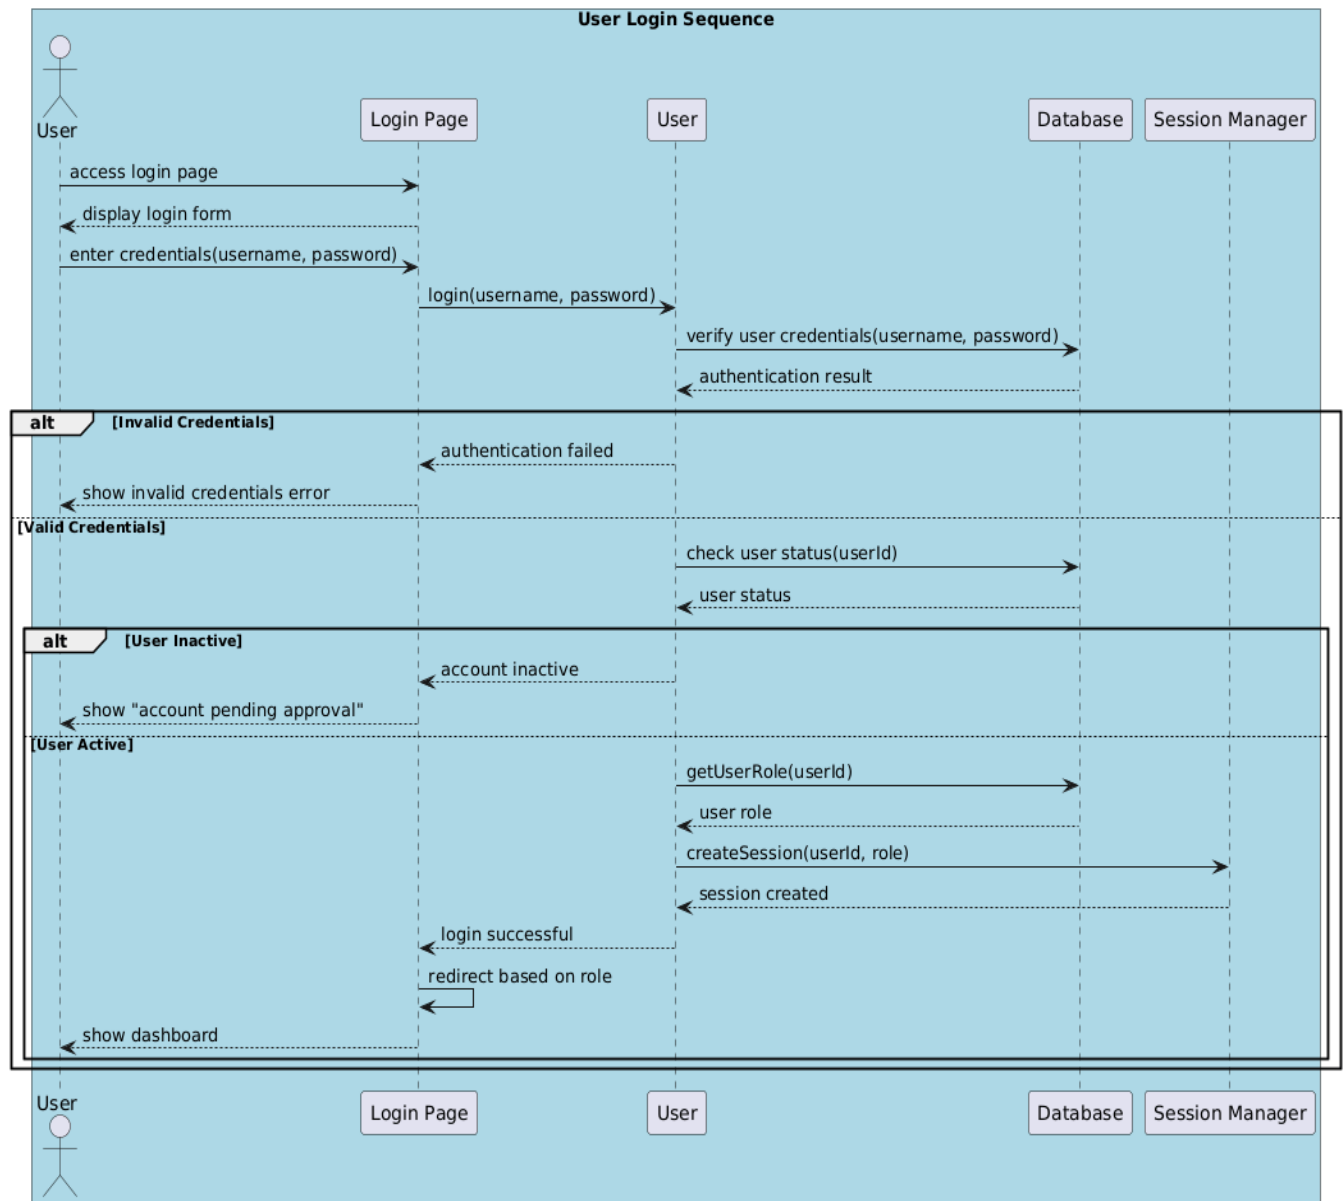 User Login Sequence
User
Login Page
User
Database
Session Manager
access login page
display login form
enter credentials(username, password)
login(username, password)
verify user credentials(username, password)
authentication result
alt
[Invalid Credentials]
authentication failed
show invalid credentials error
[Valid Credentials]
check user status(userId)
user status
alt
[User Inactive]
account inactive
show "account pending approval"
[User Active]
getUserRole(userId)
user role
createSession(userId, role)
session created
login successful
redirect based on role
show dashboard
User
Login Page
User
Database
Session Manager